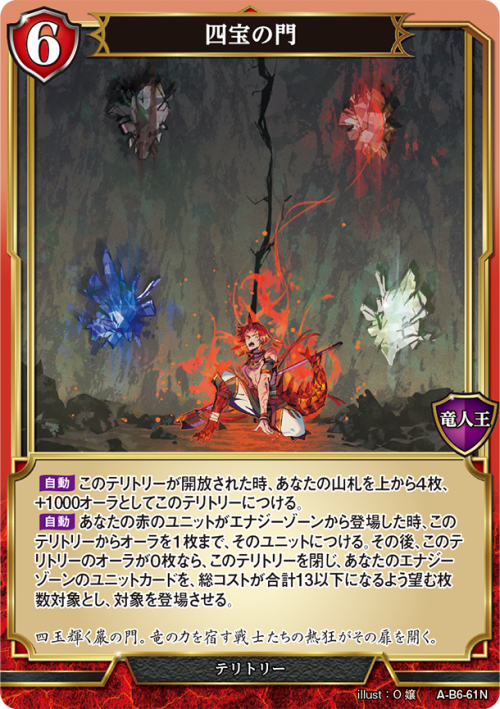 6
四宝の門
竜人王
自動 このテリトリーが開放された時、あなたの山札を上から4枚、
+1000オーラとしてこのテリトリーにつける。
自動 あなたの赤のユニットがエナジーゾーンから登場した時、この
テリトリーからオーラを1枚まで、そのユニットにつける。その後、このテ
リトリーのオーラが0枚なら、このテリトリーを閉じ、あなたのエナジー
ゾーンのユニットカードを、総コストが合計13以下になるよう望む枚
数対象とし、対象を登場させる。
四玉輝く巌の門。竜の力を宿す戦士たちの熱狂がその扉を開く。
テリトリー
illust：O 嬢 A-B6-61N